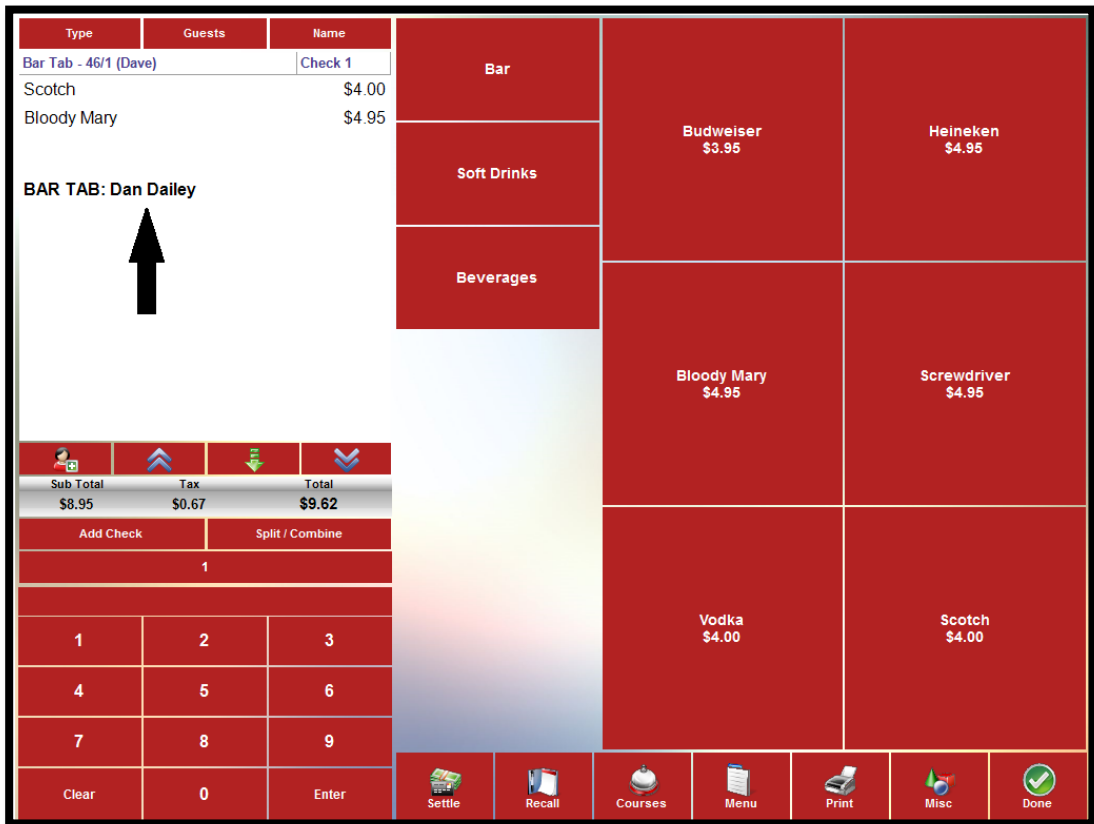 Type Guests Name
Bar Tab - 46/1 (Dave) Check 1
Scotch $4.00
Bloody Mary $4.95
BAR TAB: Dan Dailey
Sub Total Tax Total
$8.95 $0.67 $9.62
Add Check Split / Combine
1
1 2 3
4 5 6
7 8 9
Clear 0 Enter
Bar
Soft Drinks
Beverages
Budweiser
$3.95
Heineken
$4.95
Bloody Mary
$4.95
Screwdriver
$4.95
Vodka
$4.00
Scotch
$4.00
Settle Recall Courses Menu Print Misc Done